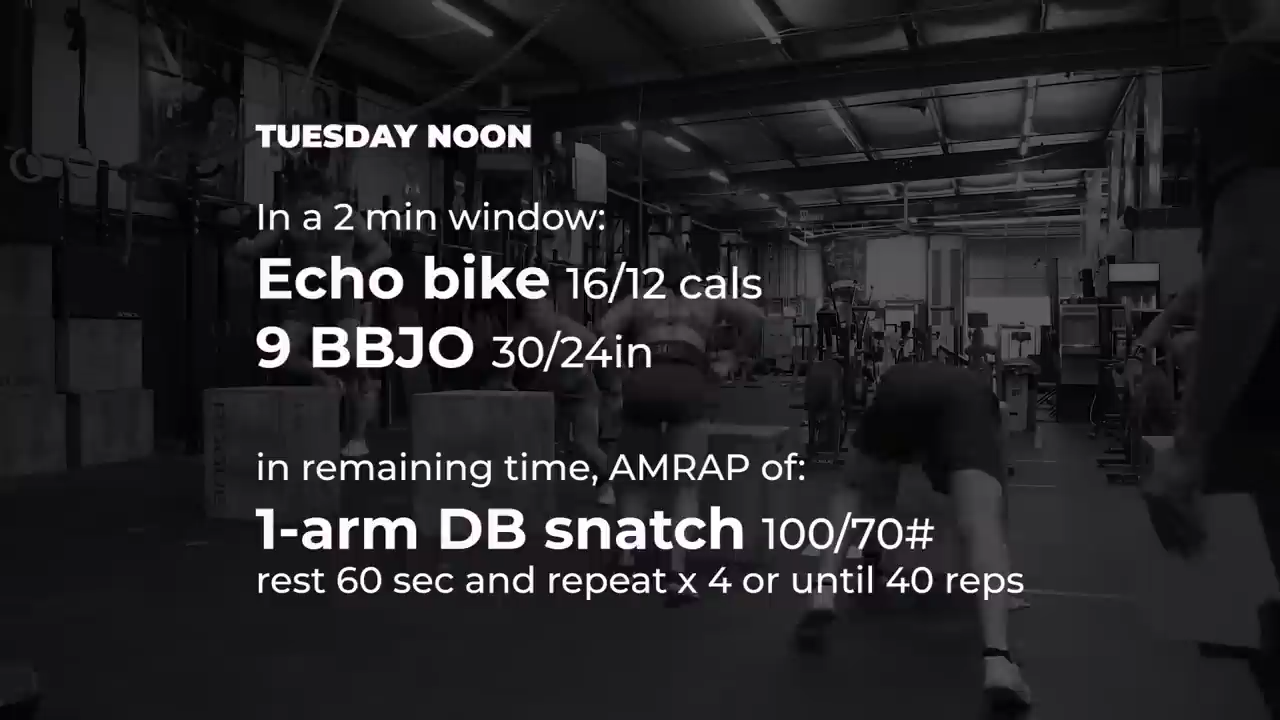 TUESDAY NOON
In a 2 min window:
Echo bike 16/12 cals
9 BBJO 30/24in
in remaining time, AMRAP of:
1-arm DB snatch 100/70#
rest 60 sec and repeat x 4 or until 40 reps